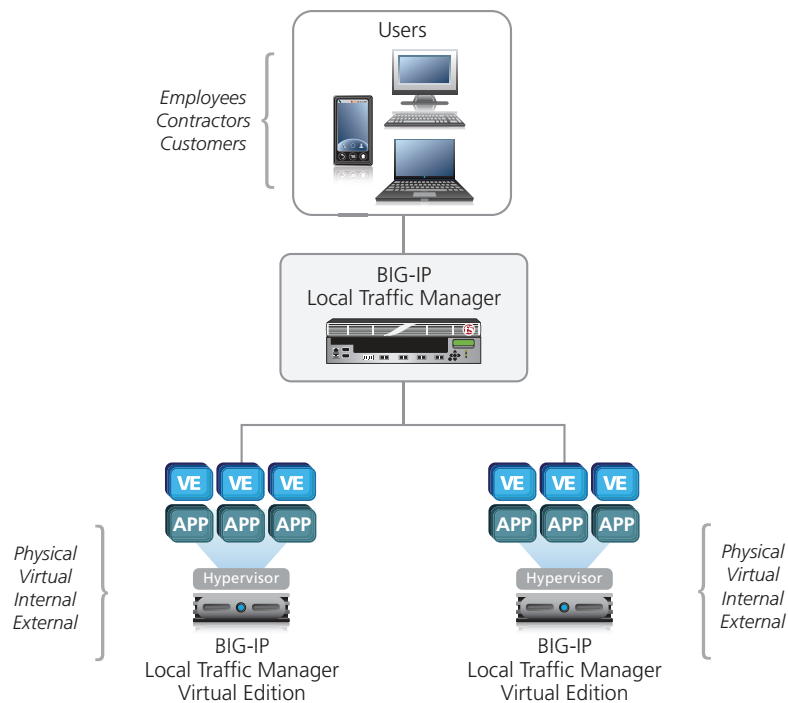 Users
Employees
Contractors
Customers
BIG-IP
Local Traffic Manager
f5
VE VE VE
APP APP APP
Hypervisor
Physical
Virtual
Internal
External
BIG-IP
Local Traffic Manager
Virtual Edition
VE VE VE
APP APP APP
Hypervisor
Physical
Virtual
Internal
External
BIG-IP
Local Traffic Manager
Virtual Edition